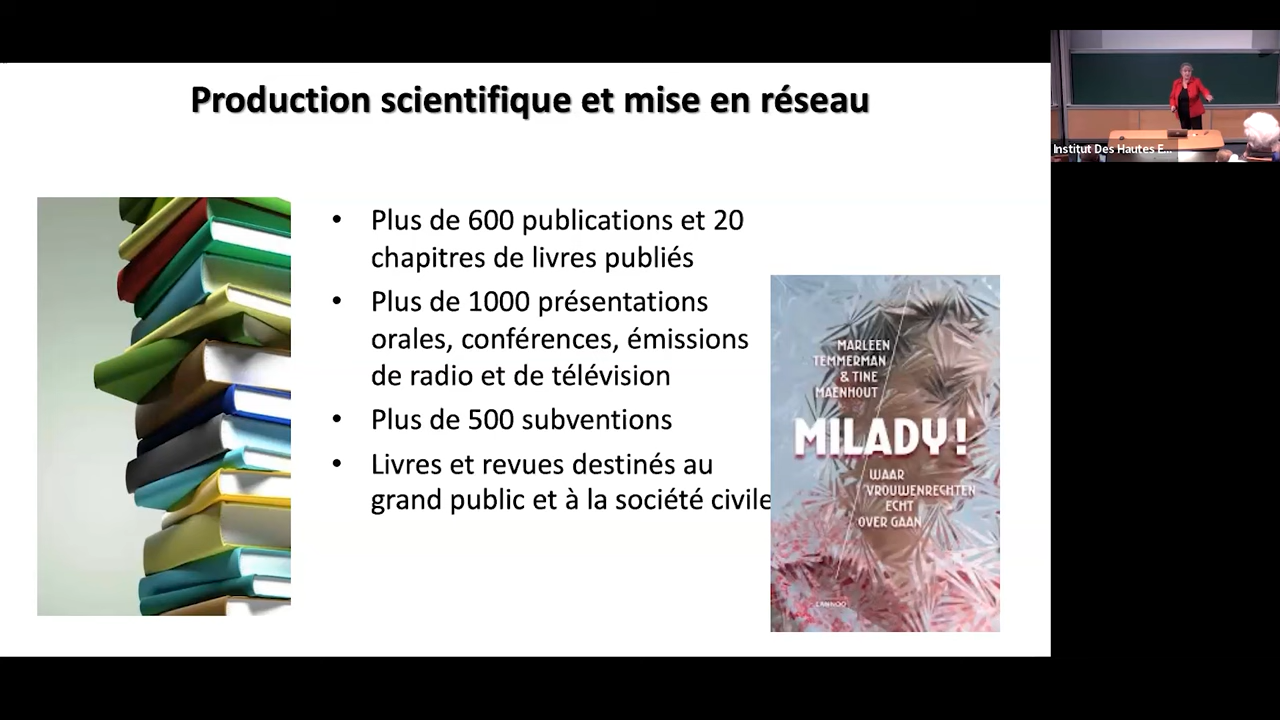 Production scientifique et mise en réseau
Institut Des Hautes E...
• Plus de 600 publications et 20
chapitres de livres publiés
• Plus de 1000 présentations
orales, conférences, émissions
de radio et de télévision
• Plus de 500 subventions
• Livres et revues destinés au
grand public et à la société civile
MARLEEN
TEMMERMAN
& TINE
MAENHOUT
MILADY!
WAAR
VROUWENRECHTEN
ECHT
OVER GAAN
LANNOO